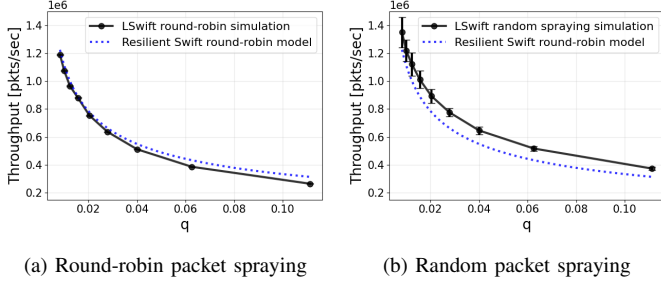 1e6
Throughput [pkts/sec]
1.4
1.2
1.0
0.8
0.6
0.4
0.2
LSwift round-robin simulation
Resilient Swift round-robin model
0.02 0.04 0.06 0.08 0.10
q
(a) Round-robin packet spraying
1e6
Throughput [pkts/sec]
1.4
1.2
1.0
0.8
0.6
0.4
0.2
LSwift random spraying simulation
Resilient Swift round-robin model
0.02 0.04 0.06 0.08 0.10
q
(b) Random packet spraying